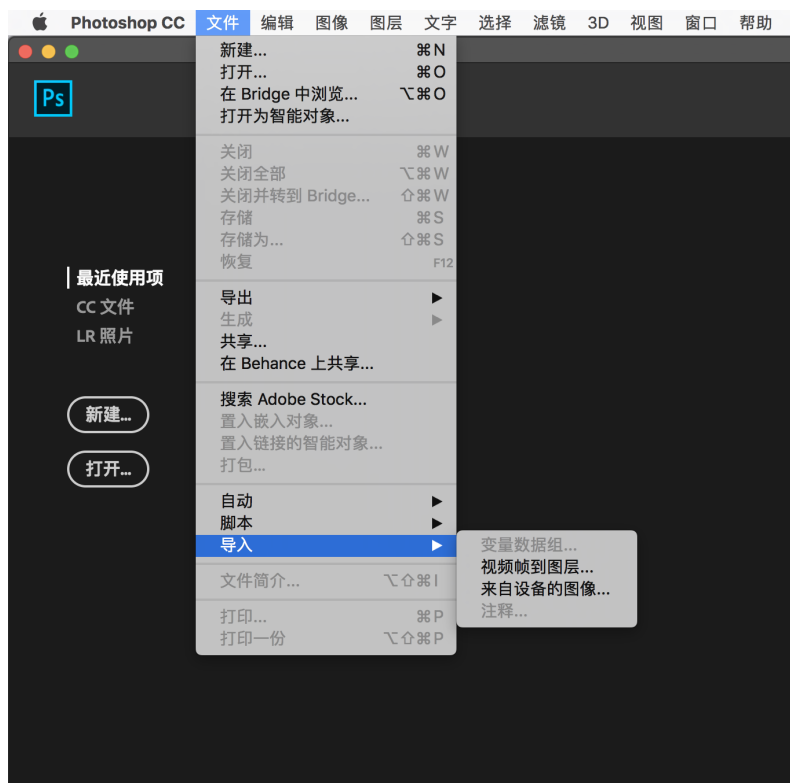 Photoshop CC 文件 编辑 图像 图层 文字 选择 滤镜 3D 视图 窗口 帮助
Ps
新建... ⌘N
打开... ⌘O
在 Bridge 中浏览... ⌥⌘O
打开为智能对象...
关闭 ⌘W
关闭全部 ⌥⌘W
关闭并转到 Bridge... ⇧⌘W
存储 ⌘S
存储为... ⇧⌘S
恢复 F12
导出 ▶
生成 ▶
共享...
在 Behance 上共享...
搜索 Adobe Stock...
置入嵌入对象...
置入链接的智能对象...
打包...
自动 ▶
脚本 ▶
导入 ▶
文件简介... ⌥⇧⌘I
打印... ⌘P
打印一份 ⌥⇧⌘P
变量数据组...
视频帧到图层...
来自设备的图像...
注释...
最近使用项
CC 文件
LR 照片
新建...
打开...